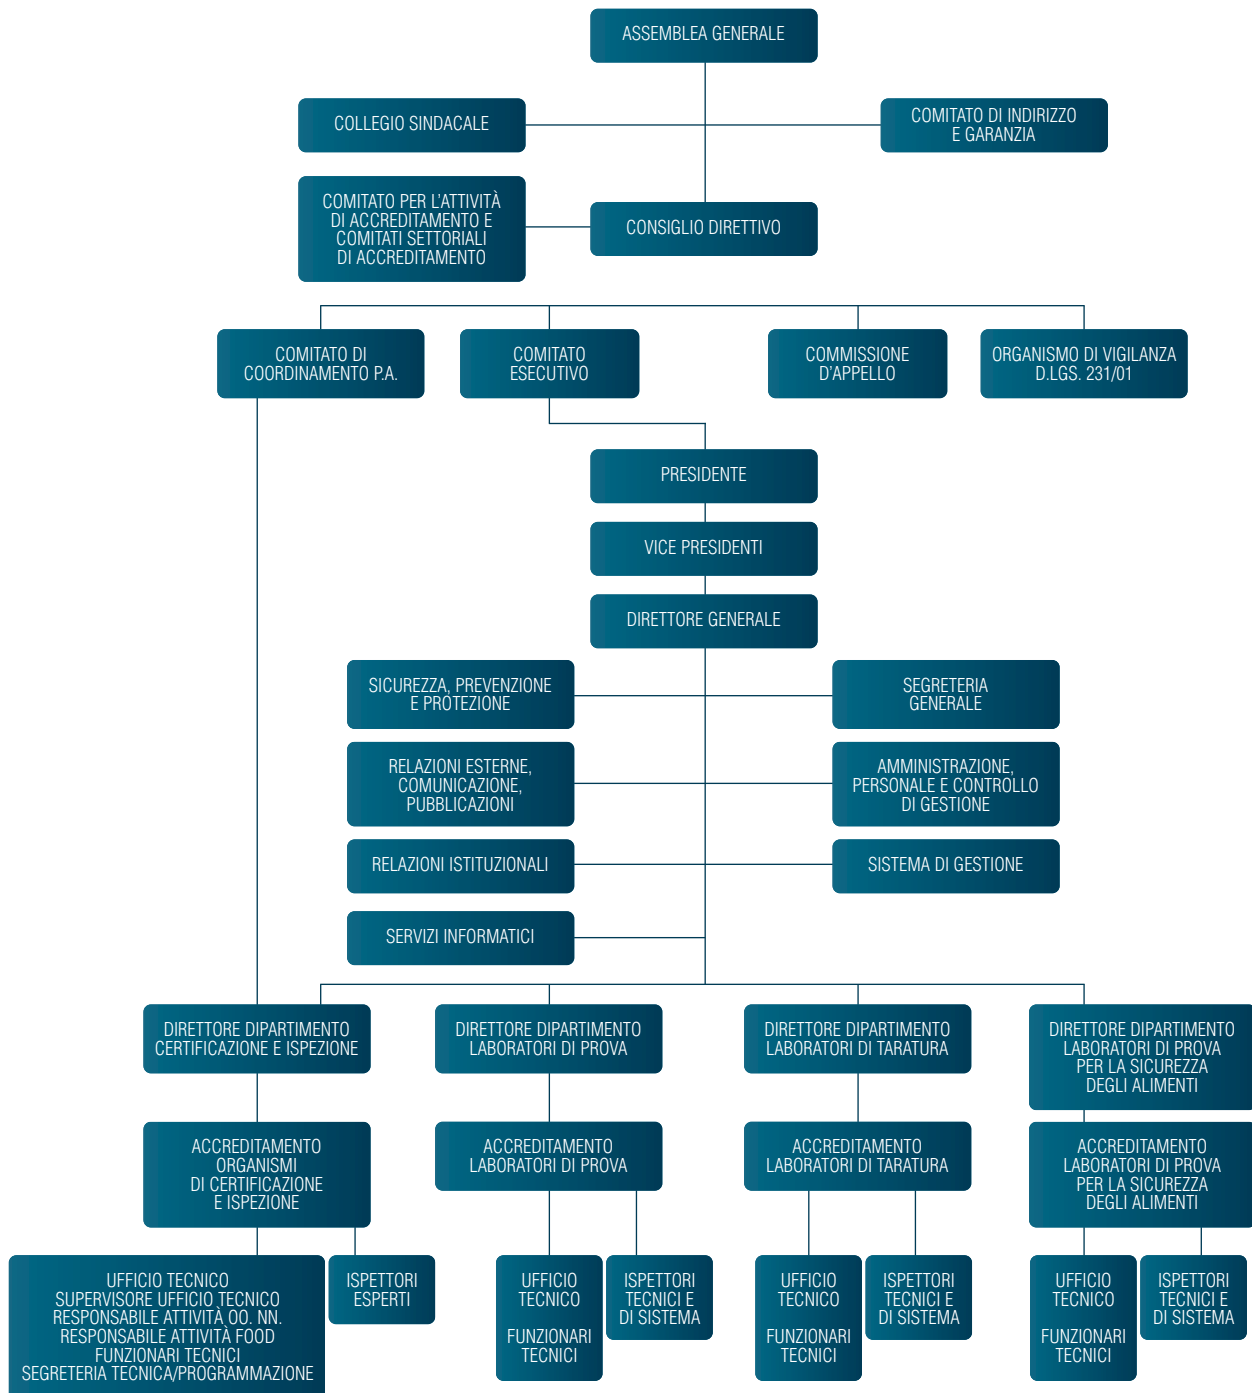 ASSEMBLEA GENERALE
COLLEGIO SINDACALE
COMITATO DI INDIRIZZO
E GARANZIA
COMITATO PER L'ATTIVITÀ
DI ACCREDITAMENTO E
COMITATI SETTORIALI
DI ACCREDITAMENTO
CONSIGLIO DIRETTIVO
COMITATO DI
COORDINAMENTO P.A.
COMITATO
ESECUTIVO
COMMISSIONE
D'APPELLO
ORGANISMO DI VIGILANZA
D.LGS. 231/01
PRESIDENTE
VICE PRESIDENTI
DIRETTORE GENERALE
SICUREZZA, PREVENZIONE
E PROTEZIONE
SEGRETERIA
GENERALE
RELAZIONI ESTERNE,
COMUNICAZIONE,
PUBBLICAZIONI
AMMINISTRAZIONE,
PERSONALE E CONTROLLO
DI GESTIONE
RELAZIONI ISTITUZIONALI
SISTEMA DI GESTIONE
SERVIZI INFORMATICI
DIRETTORE DIPARTIMENTO
CERTIFICAZIONE E ISPEZIONE
DIRETTORE DIPARTIMENTO
LABORATORI DI PROVA
DIRETTORE DIPARTIMENTO
LABORATORI DI TARATURA
DIRETTORE DIPARTIMENTO
LABORATORI DI PROVA
PER LA SICUREZZA
DEGLI ALIMENTI
ACCREDITAMENTO
ORGANISMI
DI CERTIFICAZIONE
E ISPEZIONE
ACCREDITAMENTO
LABORATORI DI PROVA
ACCREDITAMENTO
LABORATORI DI TARATURA
ACCREDITAMENTO
LABORATORI DI PROVA
PER LA SICUREZZA
DEGLI ALIMENTI
UFFICIO TECNICO
SUPERVISORE UFFICIO TECNICO
RESPONSABILE ATTIVITÀ OO. NN.
RESPONSABILE ATTIVITÀ FOOD
FUNZIONARI TECNICI
SEGRETERIA TECNICA/PROGRAMMAZIONE
ISPETTORI
ESPERTI
UFFICIO
TECNICO
FUNZIONARI
TECNICI
ISPETTORI
TECNICI E
DI SISTEMA
UFFICIO
TECNICO
FUNZIONARI
TECNICI
ISPETTORI
TECNICI E
DI SISTEMA
UFFICIO
TECNICO
FUNZIONARI
TECNICI
ISPETTORI
TECNICI E
DI SISTEMA